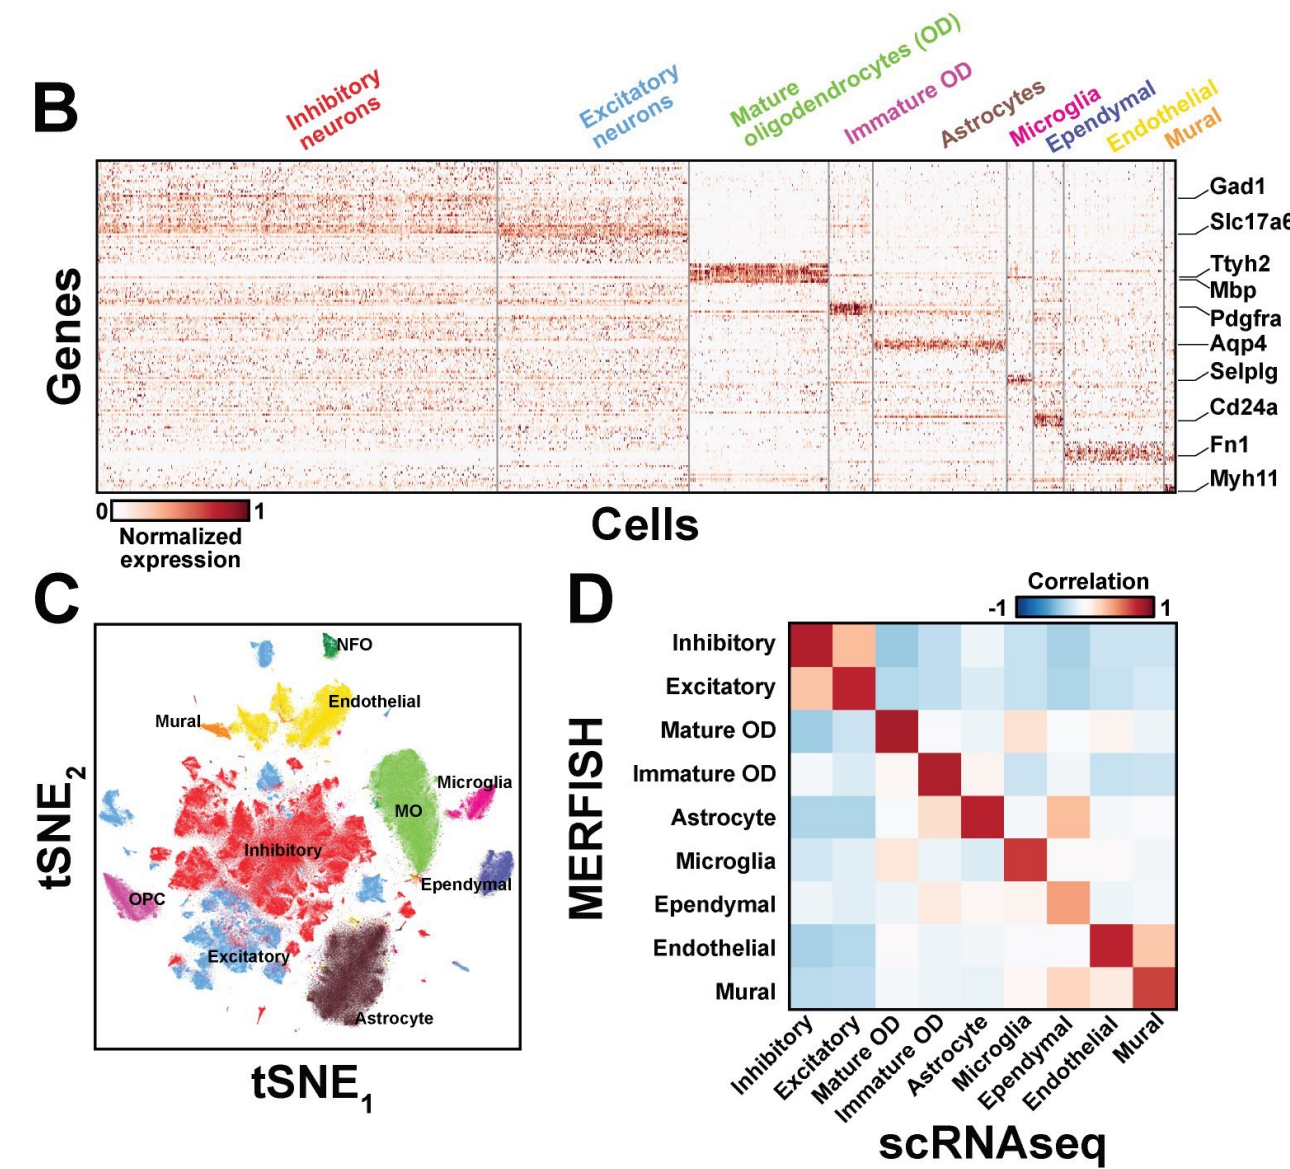 B
Inhibitory
neurons
Excitatory
neurons
Mature
oligodendrocytes (OD)
Immature OD
Astrocytes
Microglia
Ependymal
Endothelial
Mural
Genes
Gad1
Slc17a6
Ttyh2
Mbp
Pdgfra
Aqp4
Selplg
Cd24a
Fn1
Myh11
0 1
Normalized
expression
Cells
C
NFO
Endothelial
Mural
Microglia
MO
Inhibitory
Ependymal
OPC
Excitatory
Astrocyte
tSNE2
tSNE1
D
Correlation
-1 1
MERFISH
Inhibitory
Excitatory
Mature OD
Immature OD
Astrocyte
Microglia
Ependymal
Endothelial
Mural
Inhibitory
Excitatory
Mature OD
Immature OD
Astrocyte
Microglia
Ependymal
Endothelial
Mural
scRNAseq